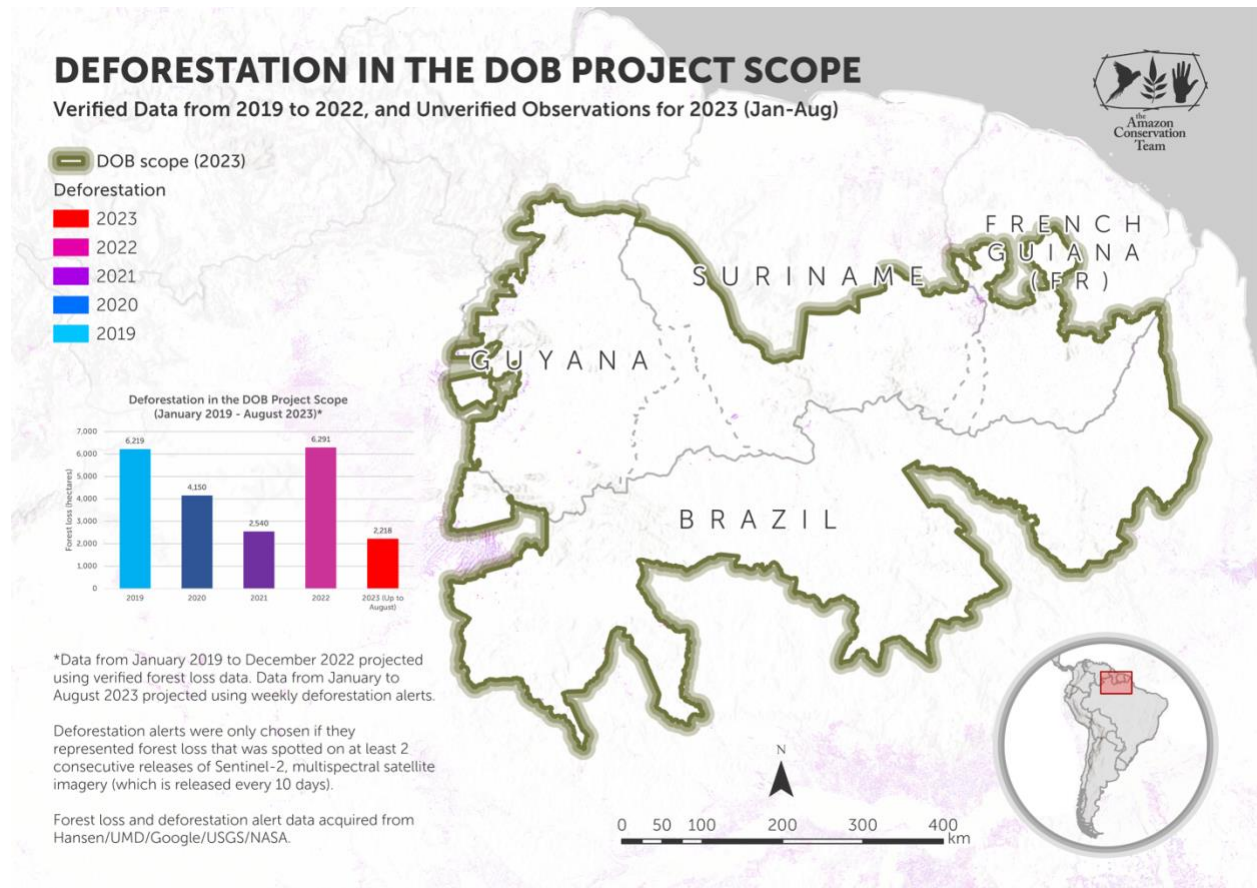 DEFORESTATION IN THE DOB PROJECT SCOPE
Verified Data from 2019 to 2022, and Unverified Observations for 2023 (Jan-Aug)
the
Amazon
Conservation
Team
DOB scope (2023)
Deforestation
2023
2022
2021
2020
2019
FRENCH
GUIANA
(FR)
SURINAME
GUYANA
BRAZIL
Deforestation in the DOB Project Scope
(January 2019 - August 2023)*
Forest loss (hectares)
7,000
6,000
5,000
4,000
3,000
2,000
1,000
0
6,219
4,150
2,540
6,291
2,218
2019
2020
2021
2022
2023 (Up to
August)
*Data from January 2019 to December 2022 projected
using verified forest loss data. Data from January to
August 2023 projected using weekly deforestation alerts.
Deforestation alerts were only chosen if they
represented forest loss that was spotted on at least 2
consecutive releases of Sentinel-2, multispectral satellite
imagery (which is released every 10 days).
Forest loss and deforestation alert data acquired from
Hansen/UMD/Google/USGS/NASA.
N
0 50 100 200 300 400
km